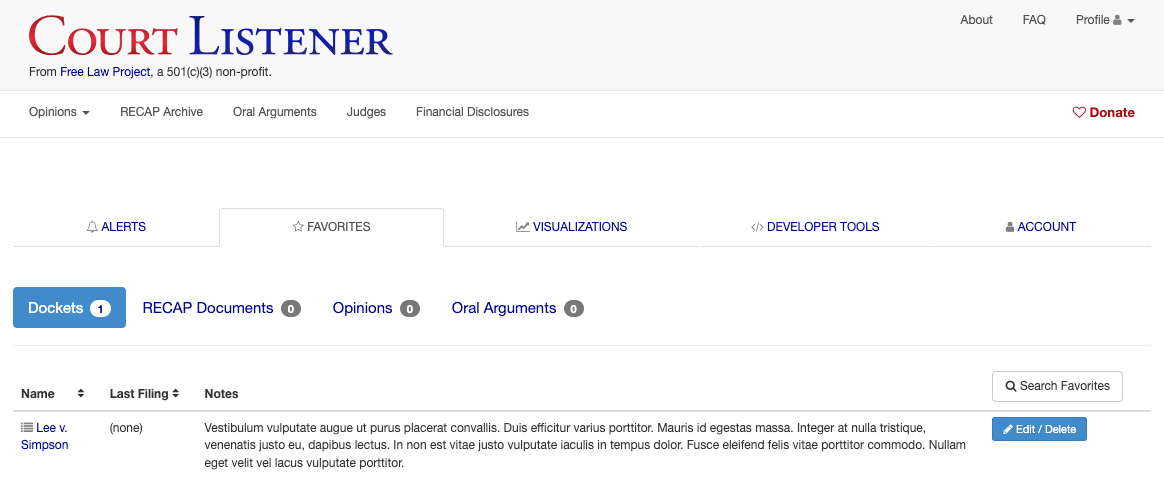 COURT LISTENER
From Free Law Project, a 501(c)(3) non-profit.
About FAQ Profile
Opinions RECAP Archive Oral Arguments Judges Financial Disclosures Donate
ALERTS FAVORITES VISUALIZATIONS DEVELOPER TOOLS ACCOUNT
Dockets 1 RECAP Documents 0 Opinions 0 Oral Arguments 0
Name Last Filing Notes Search Favorites
Lee v.
Simpson
(none)
Vestibulum vulputate augue ut purus placerat convallis. Duis efficitur varius porttitor. Mauris id egestas massa. Integer at nulla tristique,
venenatis justo eu, dapibus lectus. In non est vitae justo vulputate iaculis in tempus dolor. Fusce eleifend felis vitae porttitor commodo. Nullam
eget velit vel lacus vulputate porttitor.
Edit / Delete